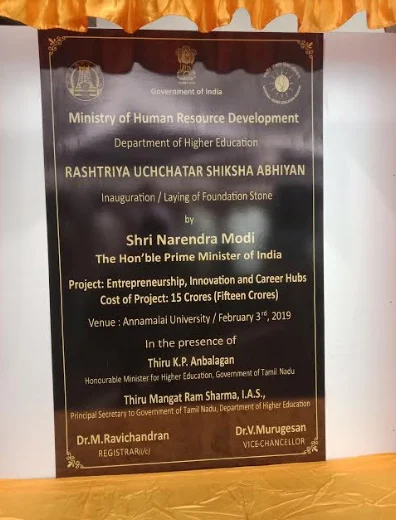 Government of India
Ministry of Human Resource Development
Department of Higher Education
RASHTRIYA UCHCHATAR SHIKSHA ABHIYAN
Inauguration / Laying of Foundation Stone
by
Shri Narendra Modi
The Hon'ble Prime Minister of India
Project: Entrepreneurship, Innovation and Career Hubs
Cost of Project: 15 Crores (Fifteen Crores)
Venue : Annamalai University / February 3rd, 2019
In the presence of
Thiru K.P. Anbalagan
Honourable Minister for Higher Education, Government of Tamil Nadu
Thiru Mangat Ram Sharma, I.A.S.,
Principal Secretary to Government of Tamil Nadu, Department of Higher Education
Dr.M.Ravichandran
REGISTRAR(i/c)
Dr.V.Murugesan
VICE-CHANCELLOR